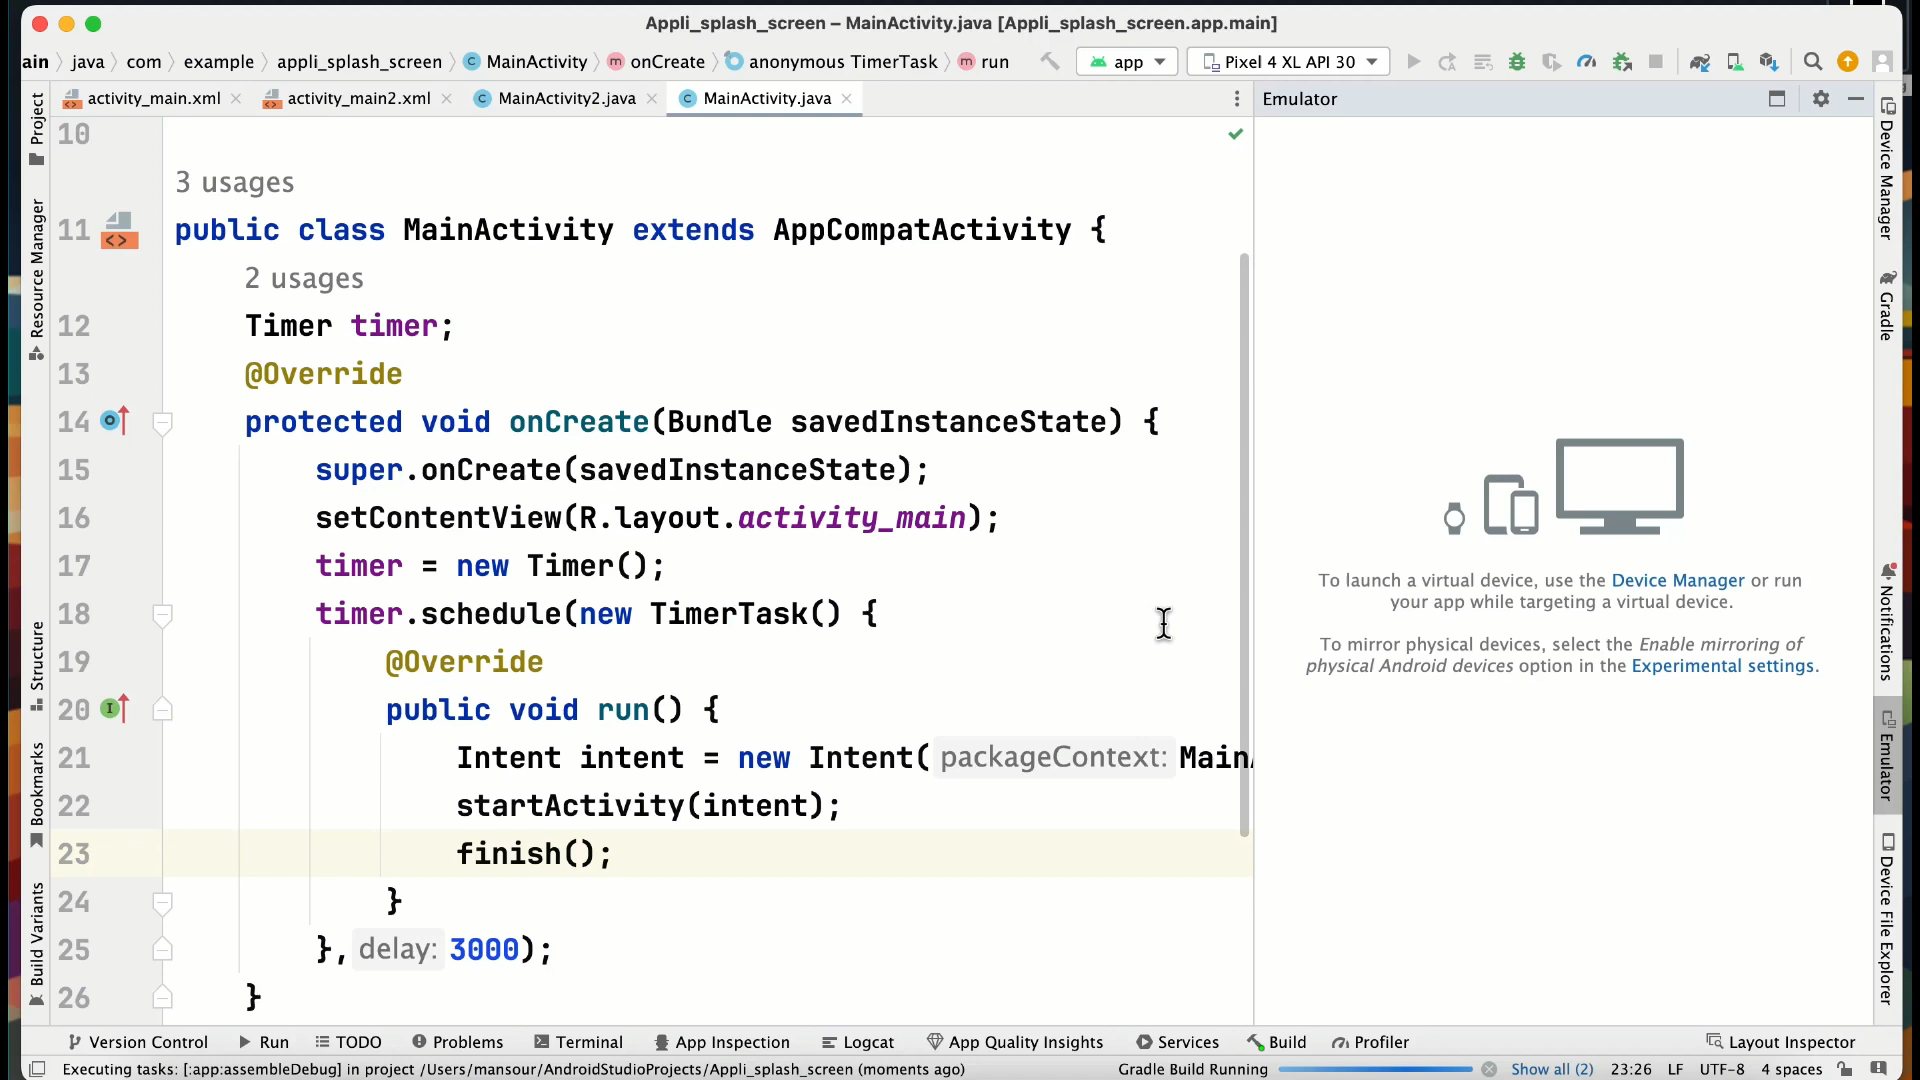 Appli_splash_screen – MainActivity.java [Appli_splash_screen.app.main]
ain java com example appli_splash_screen MainActivity onCreate anonymous TimerTask run app Pixel 4 XL API 30
activity_main.xml activity_main2.xml MainActivity2.java MainActivity.java
Emulator
Project
Resource Manager
Structure
Bookmarks
Build Variants
10
3 usages
11 public class MainActivity extends AppCompatActivity {
2 usages
12 Timer timer;
13 @Override
14 protected void onCreate(Bundle savedInstanceState) {
15 super.onCreate(savedInstanceState);
16 setContentView(R.layout.activity_main);
17 timer = new Timer();
18 timer.schedule(new TimerTask() {
19 @Override
20 public void run() {
21 Intent intent = new Intent( packageContext: MainA
22 startActivity(intent);
23 finish();
24 }
25 }, delay: 3000);
26 }
To launch a virtual device, use the Device Manager or run
your app while targeting a virtual device.
To mirror physical devices, select the Enable mirroring of
physical Android devices option in the Experimental settings.
Device Manager
Gradle
Notifications
Emulator
Device File Explorer
Version Control Run TODO Problems Terminal App Inspection Logcat App Quality Insights Services Build Profiler Layout Inspector
Executing tasks: [:app:assembleDebug] in project /Users/mansour/AndroidStudioProjects/Appli_splash_screen (moments ago) Gradle Build Running Show all (2) 23:26 LF UTF-8 4 spaces